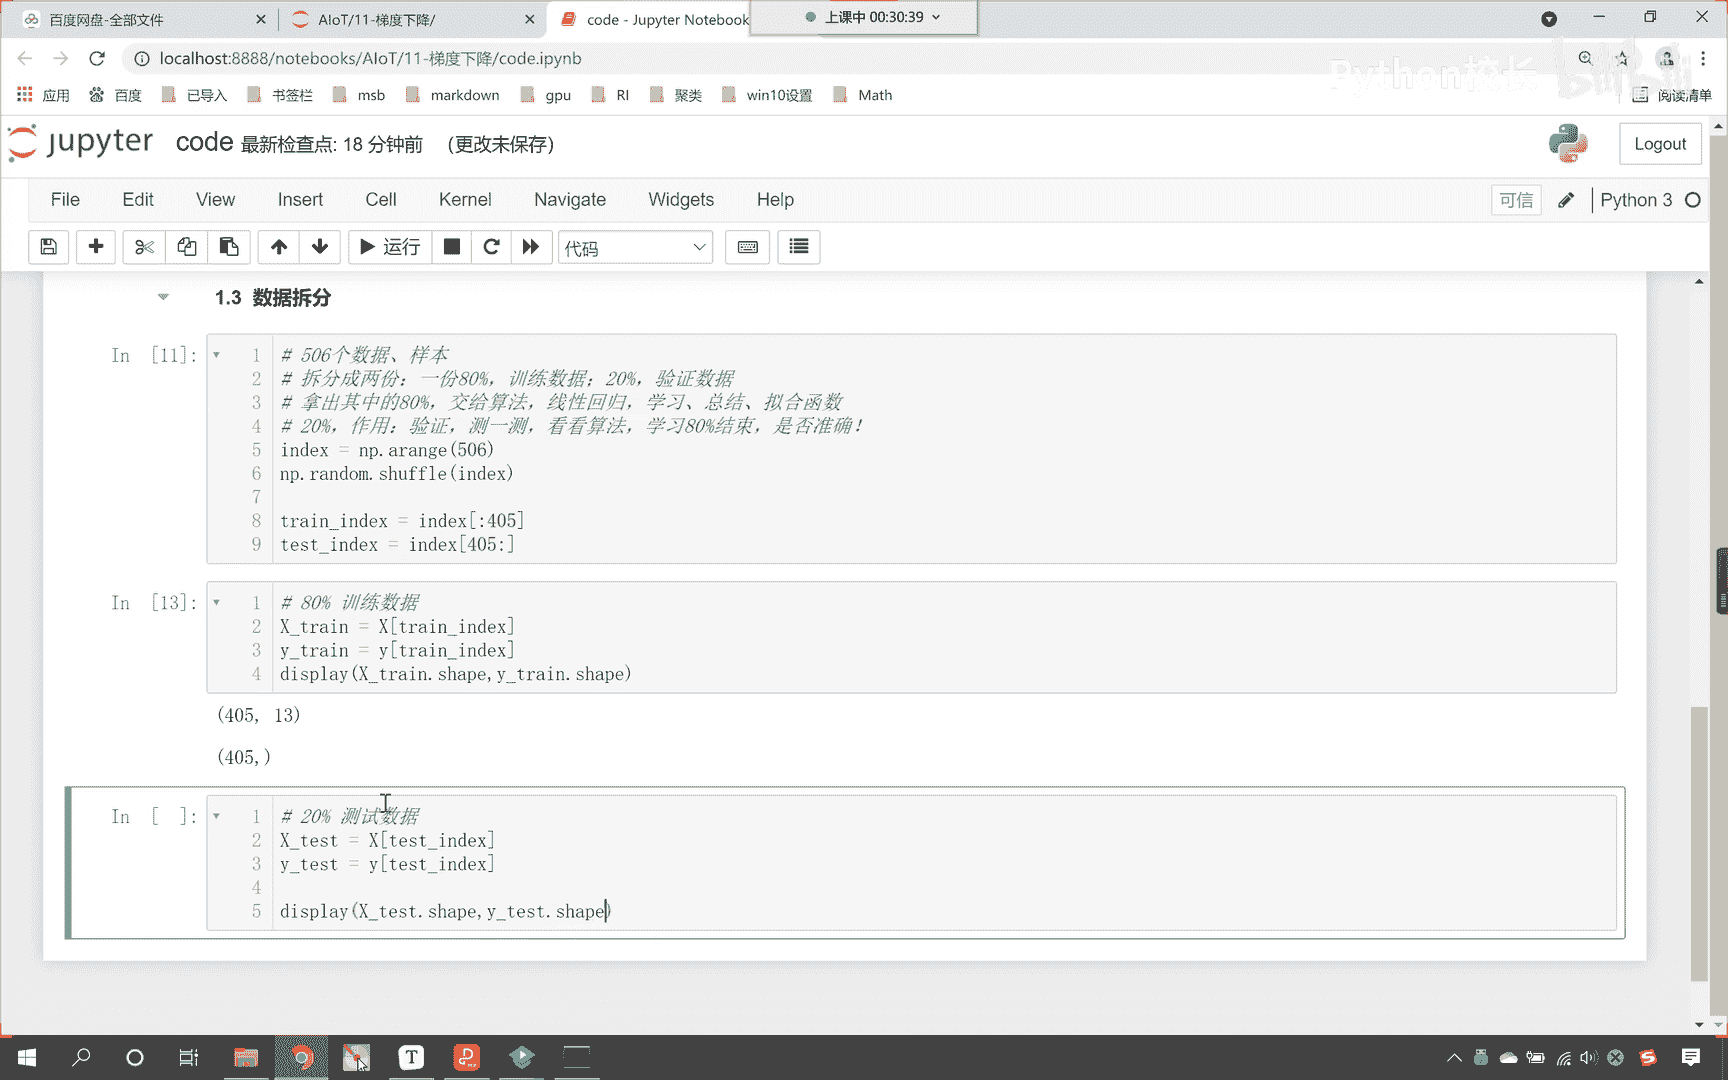 百度网盘-全部文件
AIoT/11-梯度下降/
code - Jupyter Notebook
上课中 00:30:39
localhost:8888/notebooks/AIoT/11-梯度下降/code.ipynb
Python校长 bilibili
应用 百度 已导入 书签栏 msb markdown gpu RI 聚类 win10设置 Math 阅读清单
jupyter code 最新检查点: 18 分钟前 (更改未保存) Logout
File Edit View Insert Cell Kernel Navigate Widgets Help 可信 Python 3
运行 代码
1.3 数据拆分
In [11]:
1 # 506个数据、样本
2 # 拆分成两份：一份80%，训练数据；20%，验证数据
3 # 拿出其中的80%，交给算法，线性回归，学习、总结、拟合函数
4 # 20%，作用：验证，测一测，看看算法，学习80%结束，是否准确！
5 index = np.arange(506)
6 np.random.shuffle(index)
7
8 train_index = index[:405]
9 test_index = index[405:]
In [13]:
1 # 80% 训练数据
2 X_train = X[train_index]
3 y_train = y[train_index]
4 display(X_train.shape,y_train.shape)
(405, 13)
(405,)
In [ ]:
1 # 20% 测试数据
2 X_test = X[test_index]
3 y_test = y[test_index]
4
5 display(X_test.shape,y_test.shape)